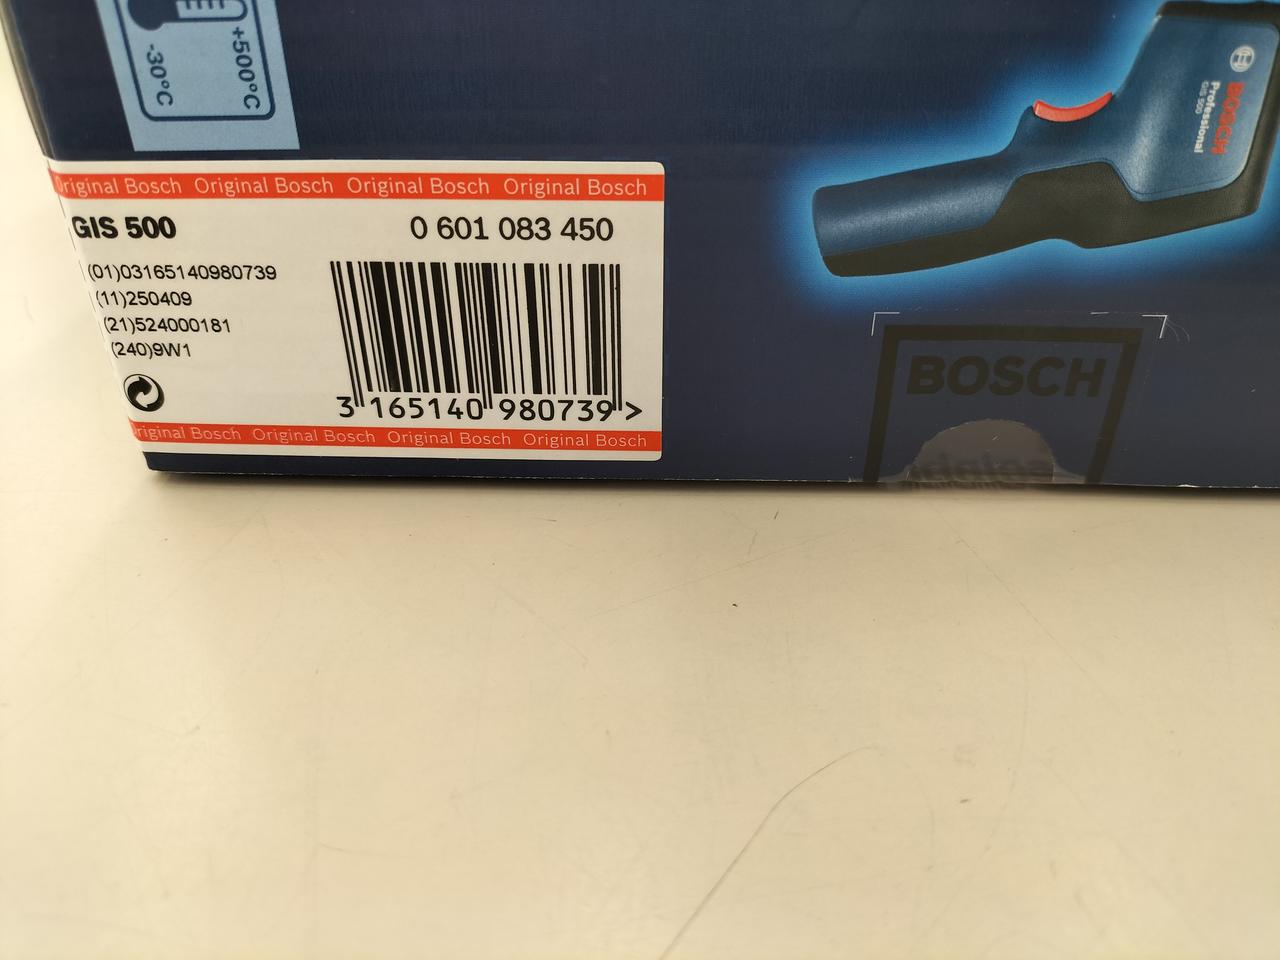 -30°C
+500°C
BOSCH
Professional
GIS 500
Original Bosch Original Bosch Original Bosch Original Bosch
GIS 500 0 601 083 450
(01)03165140980739
(11)250409
(21)524000181
(240)9W1
3 165140 980739 >
Original Bosch Original Bosch Original Bosch Original Bosch
BOSCH